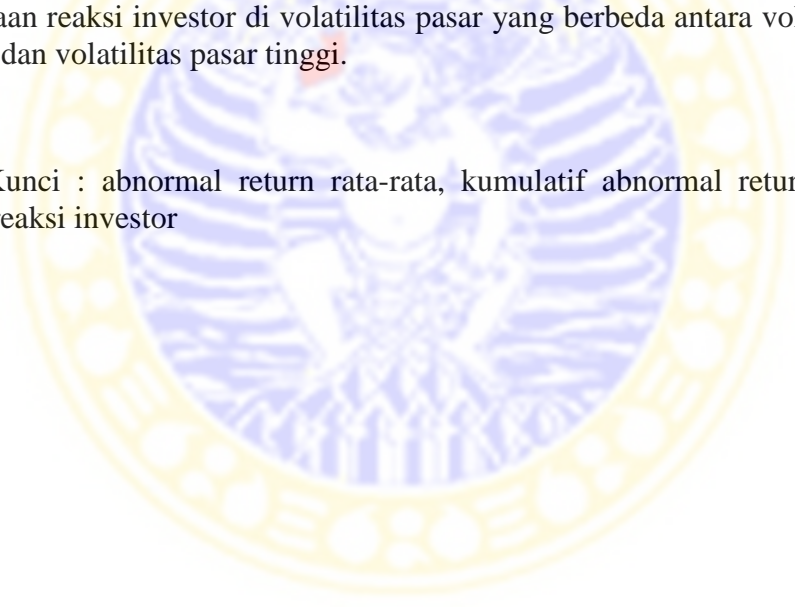 aan reaksi investor di volatilitas pasar yang berbeda antara vol
dan volatilitas pasar tinggi.
Kunci : abnormal return rata-rata, kumulatif abnormal retur
reaksi investor